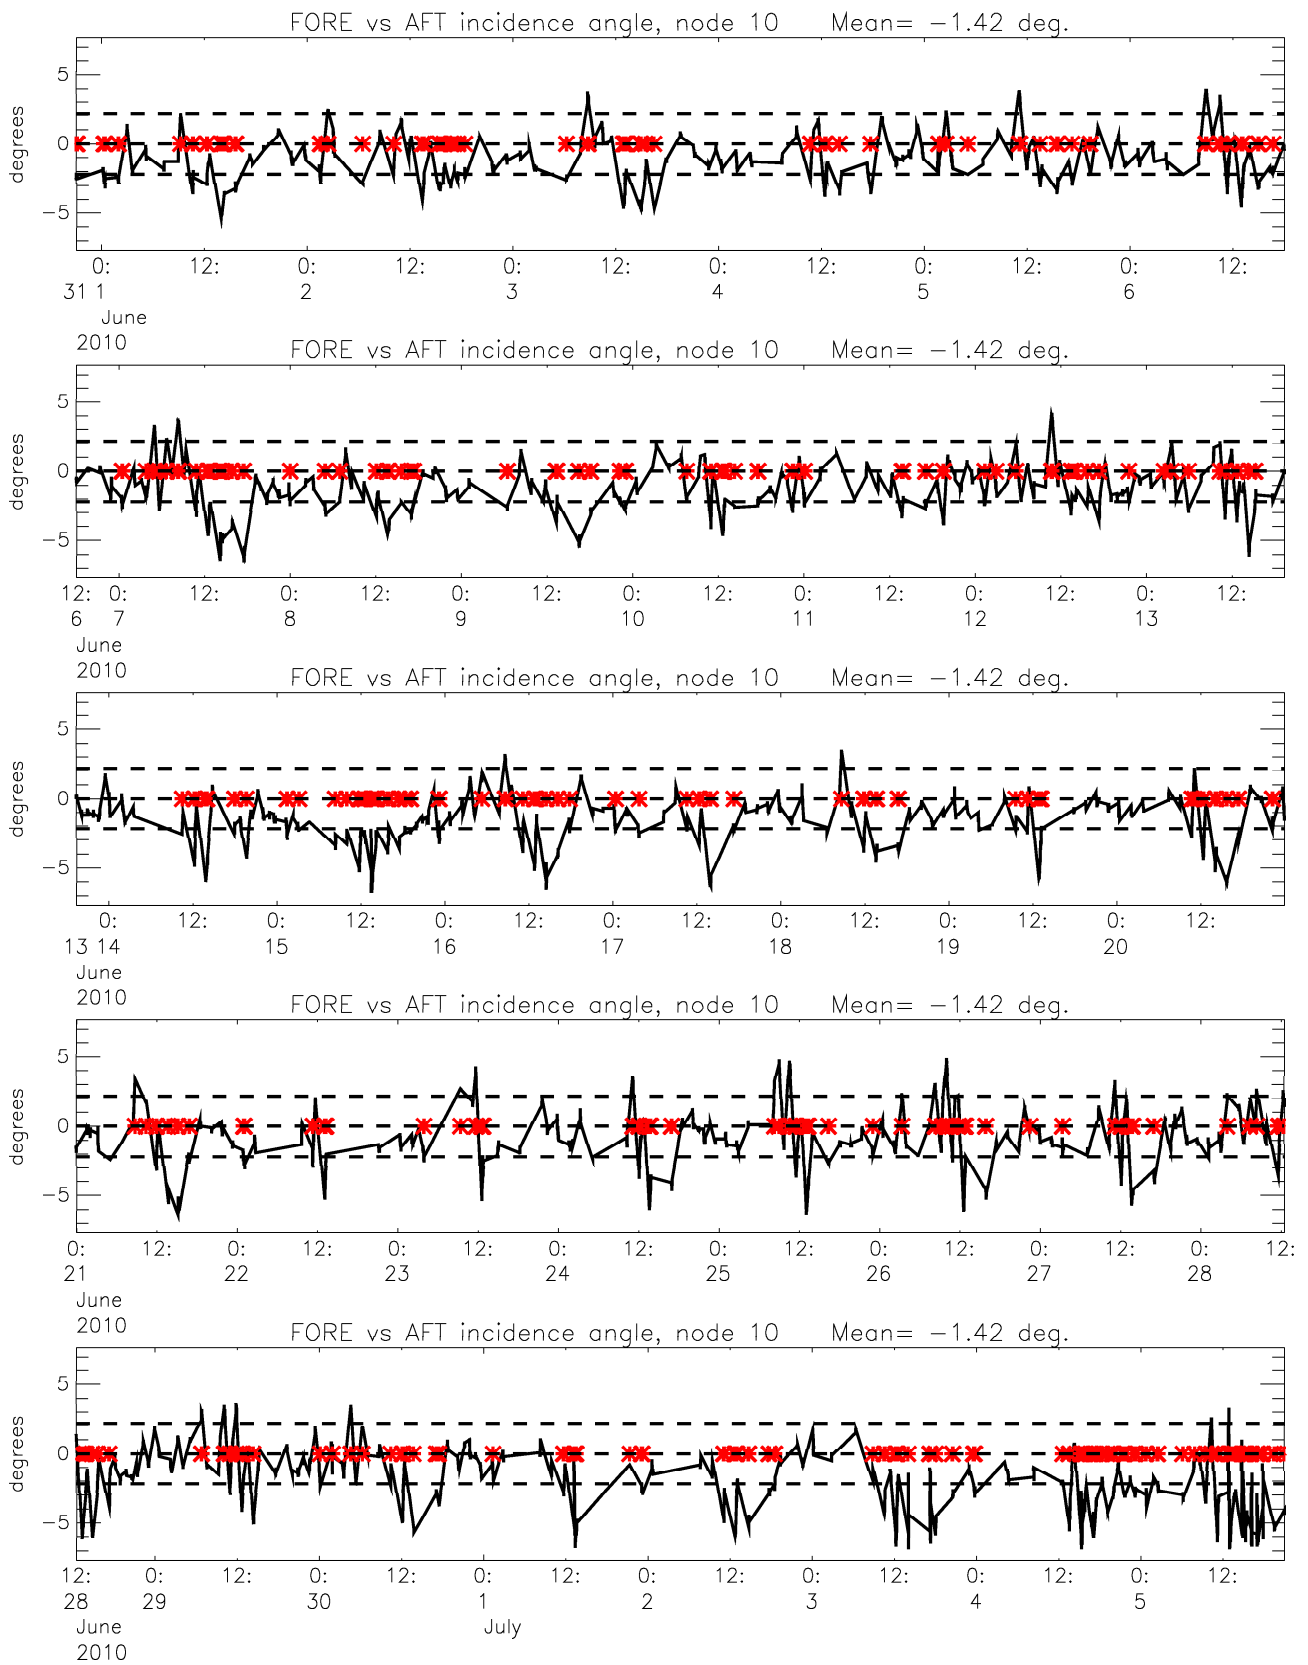 FORE vs AFT incidence angle, node 10 Mean= −1.42 deg.
5
0
−5
degrees
0: 12: 0: 12: 0: 12: 0: 12: 0: 12: 0: 12:
31 1 2 3 4 5 6
June
2010
FORE vs AFT incidence angle, node 10 Mean= −1.42 deg.
5
0
−5
degrees
12: 0: 12: 0: 12: 0: 12: 0: 12: 0: 12: 0: 12: 0: 12:
6 7 8 9 10 11 12 13
June
2010
FORE vs AFT incidence angle, node 10 Mean= −1.42 deg.
5
0
−5
degrees
0: 12: 0: 12: 0: 12: 0: 12: 0: 12: 0: 12: 0: 12:
13 14 15 16 17 18 19 20
June
2010
FORE vs AFT incidence angle, node 10 Mean= −1.42 deg.
5
0
−5
degrees
0: 12: 0: 12: 0: 12: 0: 12: 0: 12: 0: 12: 0: 12: 0: 12:
21 22 23 24 25 26 27 28
June
2010
FORE vs AFT incidence angle, node 10 Mean= −1.42 deg.
5
0
−5
degrees
12: 0: 12: 0: 12: 0: 12: 0: 12: 0: 12: 0: 12: 0: 12:
28 29 30 1 2 3 4 5
June July
2010